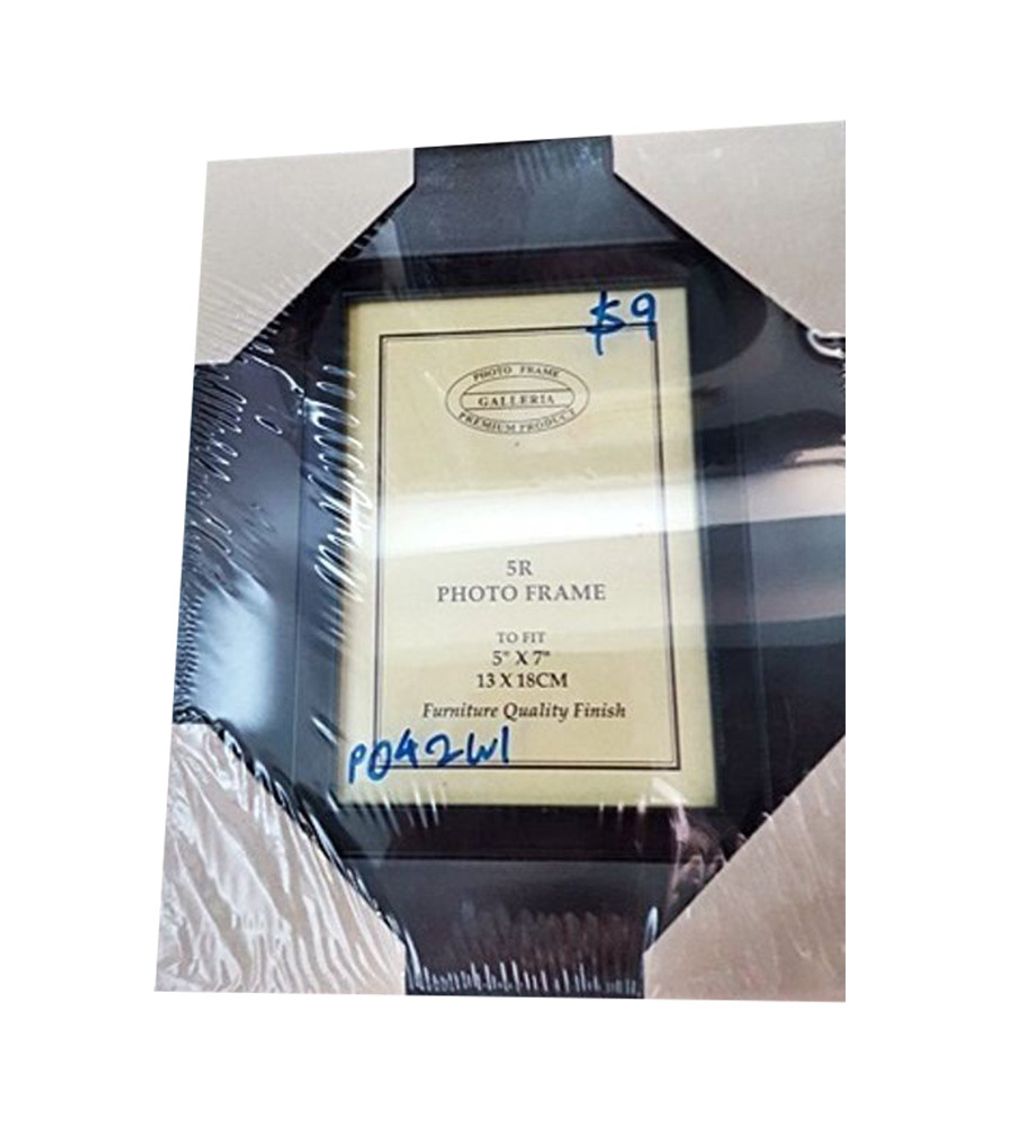 $9
PHOTO FRAME
GALLERIA
PREMIUM PRODUCT
5R
PHOTO FRAME
TO FIT
5" X 7"
13 X 18CM
Furniture Quality Finish
P042W1